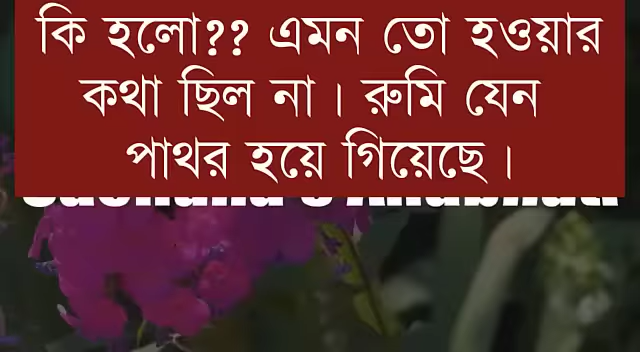 কি হলো?? এমন তো হওয়ার
কথা ছিল না। রুমি যেন
পাথর হয়ে গিয়েছে।